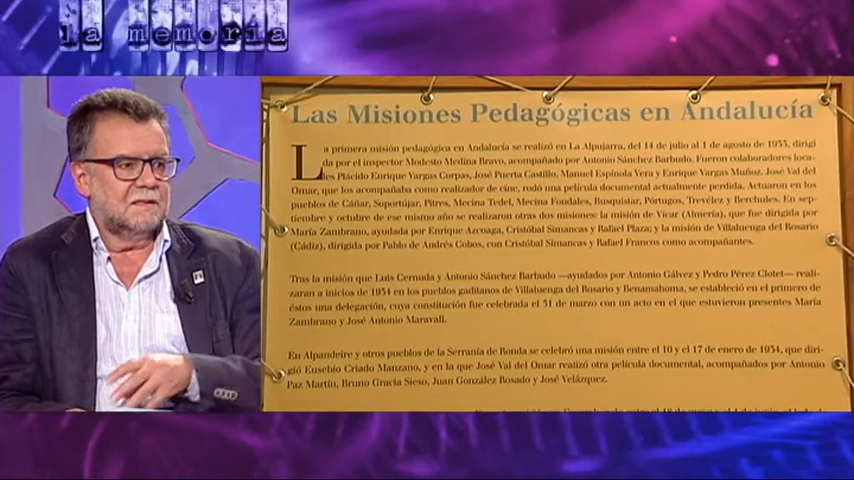 la memoria
Las Misiones Pedagógicas en Andalucía
La primera misión pedagógica en Andalucía se realizó en La Alpujarra, del 14 de julio al 1 de agosto de 1933, dirigi
da por el inspector Modesto Medina Bravo, acompañado por Antonio Sánchez Barbudo. Fueron colaboradores loca-
les Plácido Enrique Vargas Corpas, José Puerta Castillo, Manuel Espínola Vera y Enrique Vargas Muñoz. José Val del
Omar, que los acompañaba como realizador de cine, rodó una película documental actualmente perdida. Actuaron en los
pueblos de Cáñar, Soportújar, Pitres, Mecina Tedel, Mecina Fondales, Busquistar, Pórtugos, Trevélez y Berchules. En sep-
tiembre y octubre de ese mismo año se realizaron otras dos misiones: la misión de Vícar (Almería), que fue dirigida por
María Zambrano, ayudada por Enrique Azcoaga, Cristóbal Simancas y Rafael Plaza; y la misión de Villaluenga del Rosario
(Cádiz), dirigida por Pablo de Andrés Cobos, con Cristóbal Simancas y Rafael Francos como acompañantes.
Tras la misión que Luis Cernuda y Antonio Sánchez Barbudo —ayudados por Antonio Gálvez y Pedro Pérez Clotet— reali-
zaran a inicios de 1934 en los pueblos gaditanos de Villaluenga del Rosario y Benamahoma, se estableció en el primero de
éstos una delegación, cuya constitución fue celebrada el 31 de marzo con un acto en el que estuvieron presentes María
Zambrano y José Antonio Maravall.
En Alpandeire y otros pueblos de la Serranía de Ronda se celebró una misión entre el 10 y el 17 de enero de 1934, que diri-
gió Eusebio Criado Manzano, y en la que José Val del Omar realizó otra película documental, acompañados por Antonio
Paz Martín, Bruno Gracia Sieso, Juan González Rosado y José Velázquez.